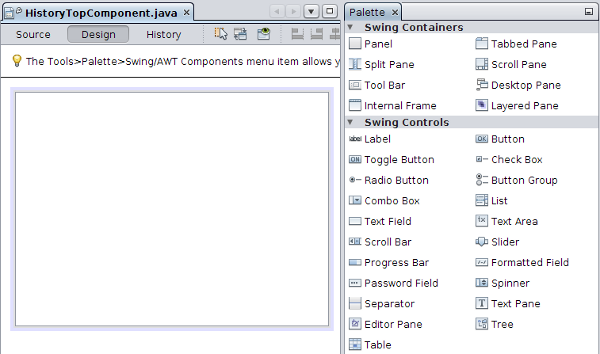 HistoryTopComponent.java
Source Design History
The Tools>Palette>Swing/AWT Components menu item allows
Palette
Swing Containers
Panel Tabbed Pane
Split Pane Scroll Pane
Tool Bar Desktop Pane
Internal Frame Layered Pane
Swing Controls
label Label OK Button
ON Toggle Button Check Box
Radio Button Button Group
Combo Box List
Text Field Text Area
Scroll Bar Slider
Progress Bar Formatted Field
Password Field Spinner
Separator T Text Pane
Editor Pane Tree
Table